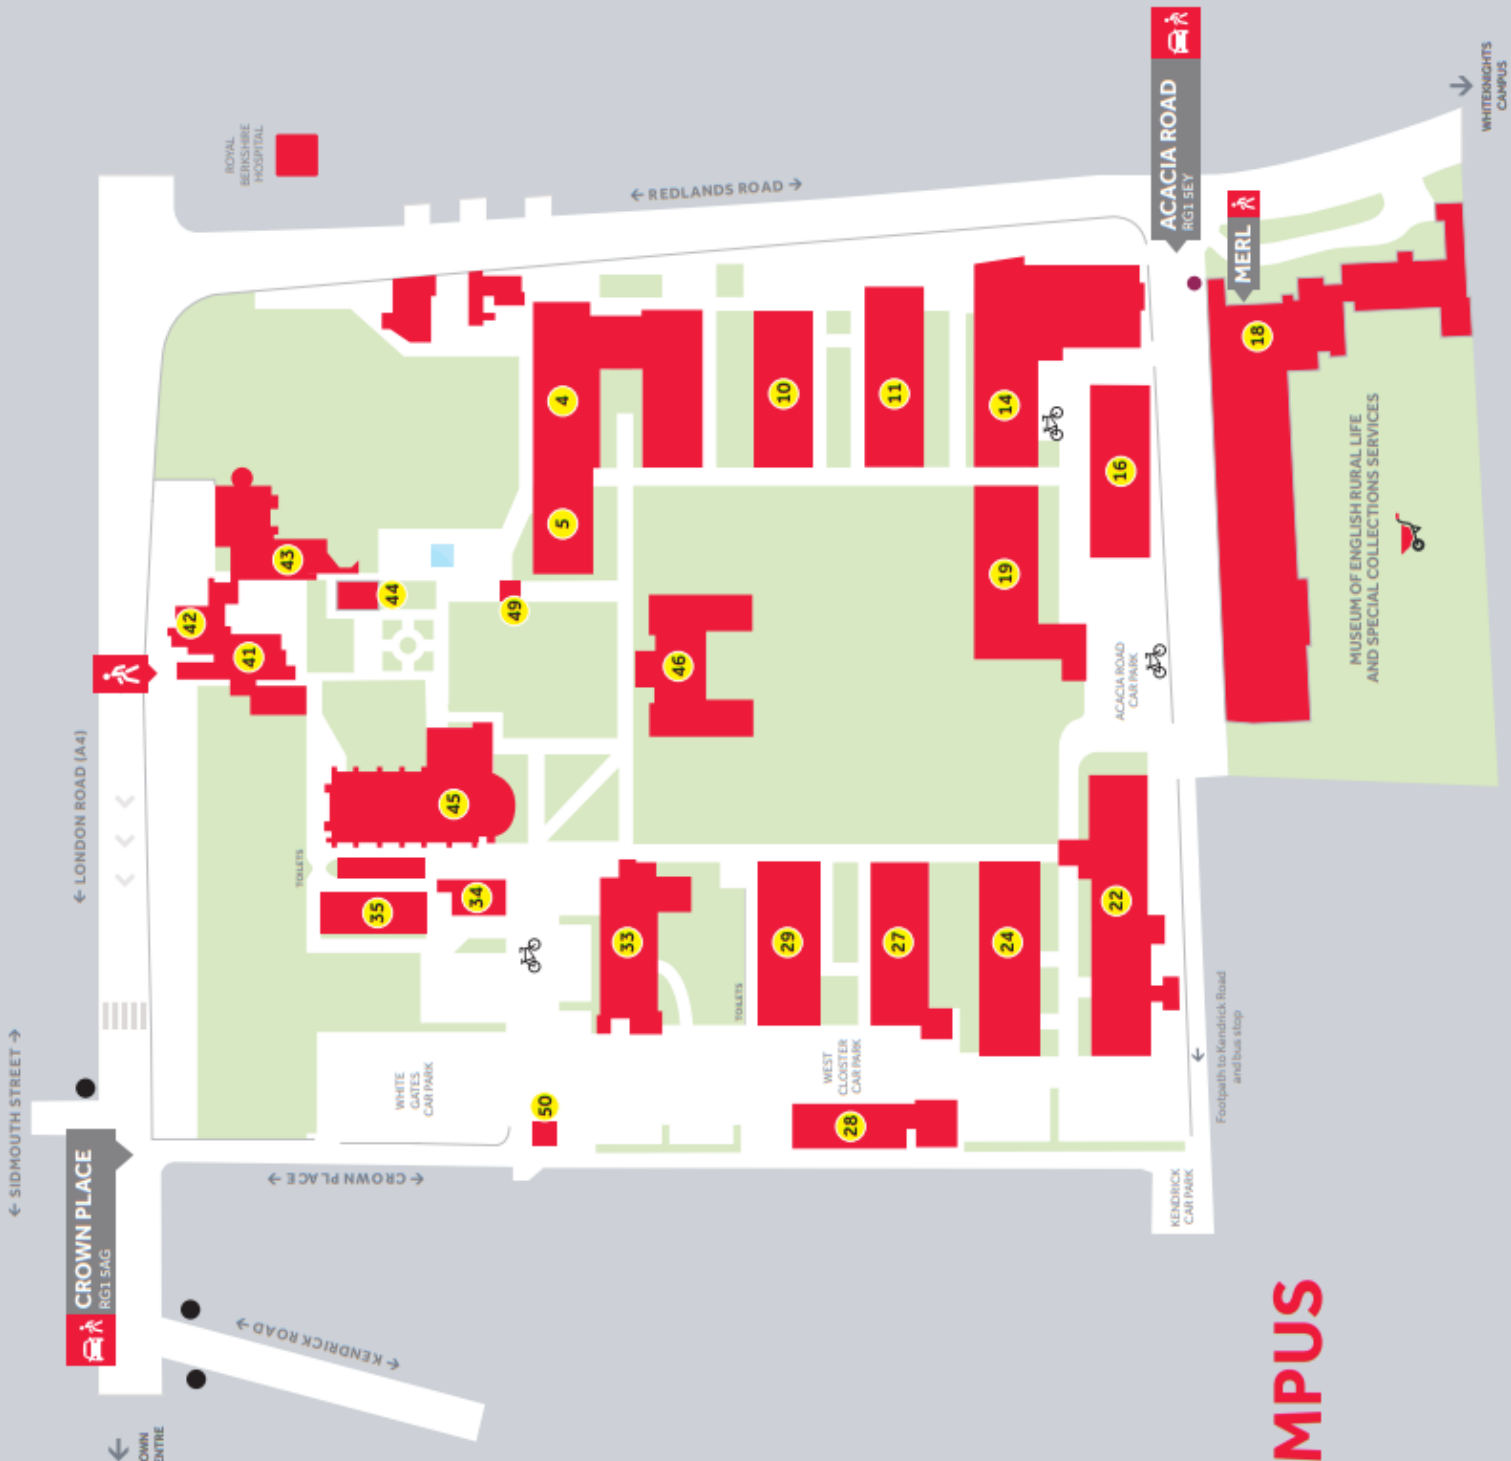 ← SIDMOUTH STREET →
CROWN PLACE
RG1 5AG
← LONDON ROAD (A4)
← KENDRICK ROAD →
← CROWN PLACE →
ROYAL
BERKSHIRE
HOSPITAL
← REDLANDS ROAD →
ACACIA ROAD
RG1 5EY
MERL
WHITEKNIGHTS
CAMPUS
MUSEUM OF ENGLISH RURAL LIFE
AND SPECIAL COLLECTIONS SERVICES
ACACIA ROAD
CAR PARK
TOILETS
TOILETS
WHITE
GATES
CAR PARK
WEST
CLOISTER
CAR PARK
Footpath to Kendrick Road
and bus stop
KENDRICK
CAR PARK
OWN
ENTRE
MPUS
42
41
43
44
49
45
35
34
50
4
5
46
33
10
29
28
11
27
14
19
24
16
22
18